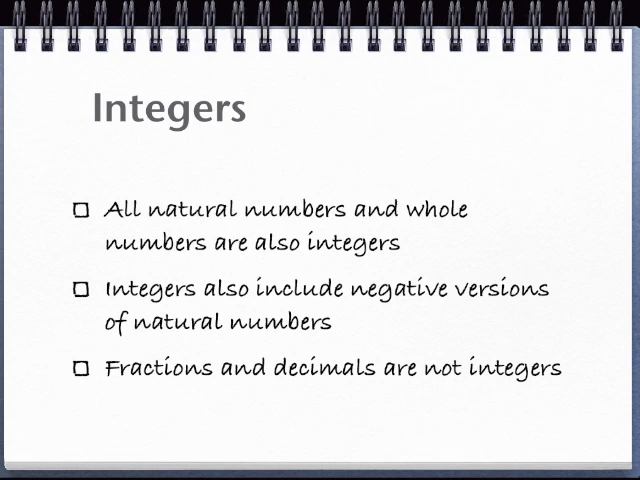 Integers
All natural numbers and whole
numbers are also integers
Integers also include negative versions
of natural numbers
Fractions and decimals are not integers